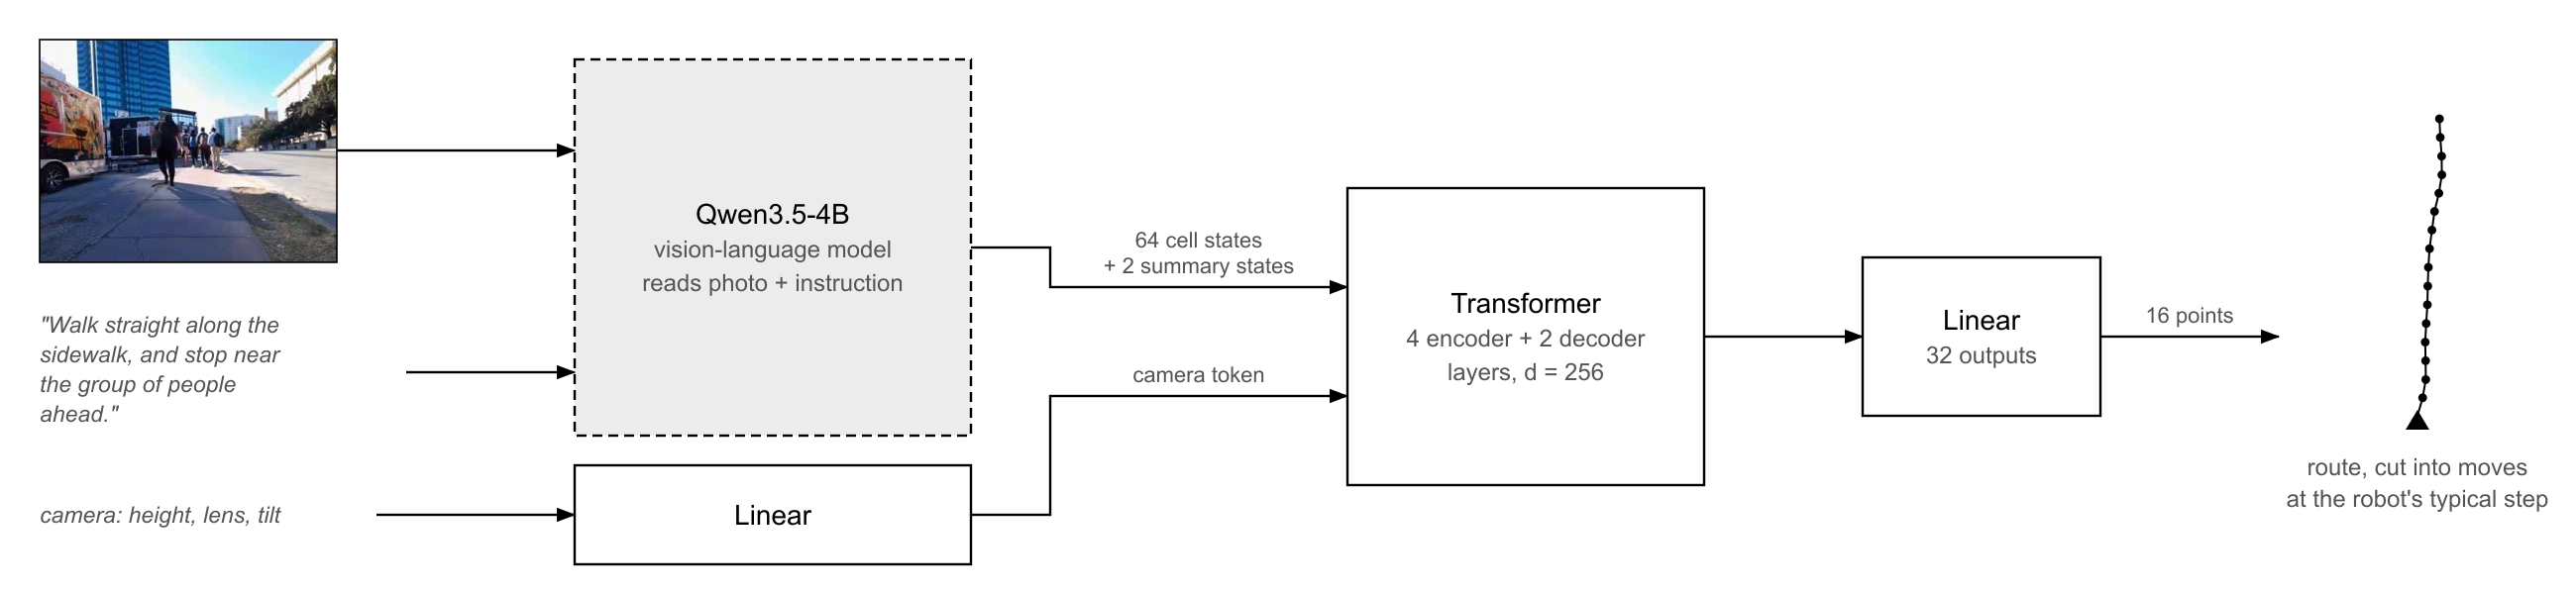 Qwen3.5-4B
vision-language model
reads photo + instruction
"Walk straight along the
sidewalk, and stop near
the group of people
ahead."
camera: height, lens, tilt
Linear
64 cell states
+ 2 summary states
camera token
Transformer
4 encoder + 2 decoder
layers, d = 256
Linear
32 outputs
16 points
route, cut into moves
at the robot's typical step